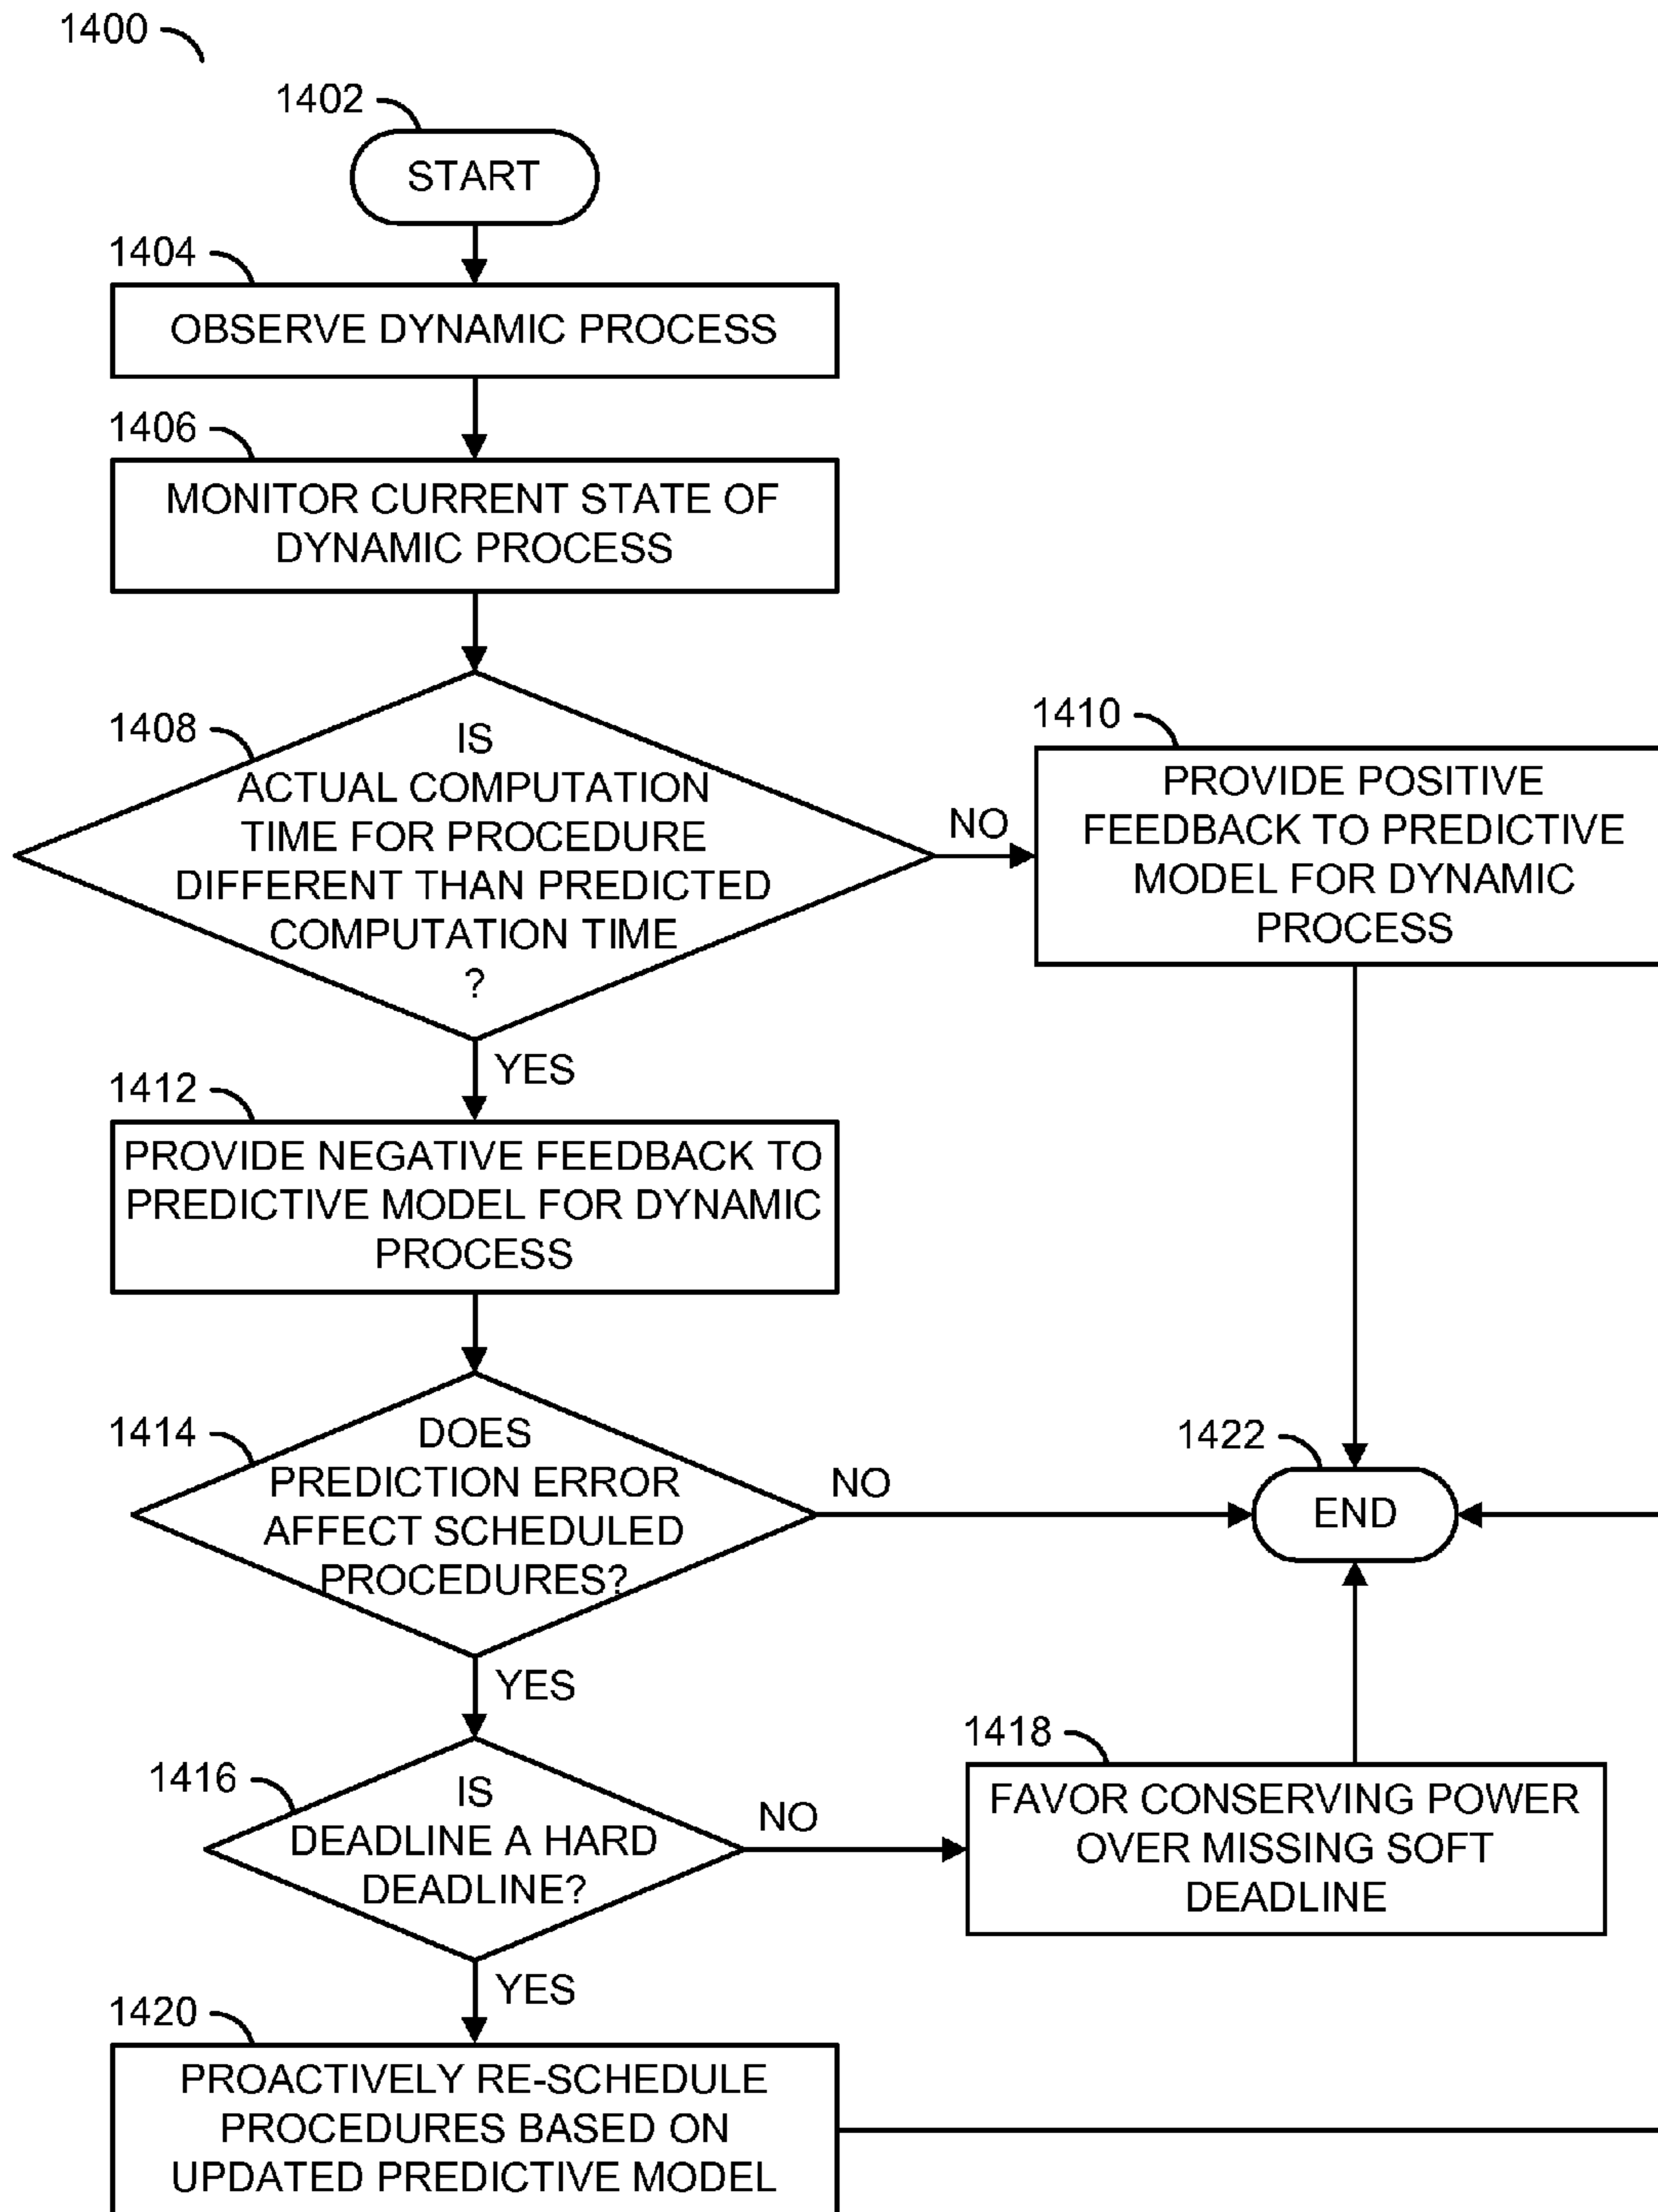 1400
1402
START
1404
OBSERVE DYNAMIC PROCESS
1406
MONITOR CURRENT STATE OF
DYNAMIC PROCESS
1408
IS
ACTUAL COMPUTATION
TIME FOR PROCEDURE
DIFFERENT THAN PREDICTED
COMPUTATION TIME
?
NO
1410
PROVIDE POSITIVE
FEEDBACK TO PREDICTIVE
MODEL FOR DYNAMIC
PROCESS
YES
1412
PROVIDE NEGATIVE FEEDBACK TO
PREDICTIVE MODEL FOR DYNAMIC
PROCESS
1414
DOES
PREDICTION ERROR
AFFECT SCHEDULED
PROCEDURES?
NO
1422
END
YES
1416
IS
DEADLINE A HARD
DEADLINE?
NO
1418
FAVOR CONSERVING POWER
OVER MISSING SOFT
DEADLINE
YES
1420
PROACTIVELY RE-SCHEDULE
PROCEDURES BASED ON
UPDATED PREDICTIVE MODEL